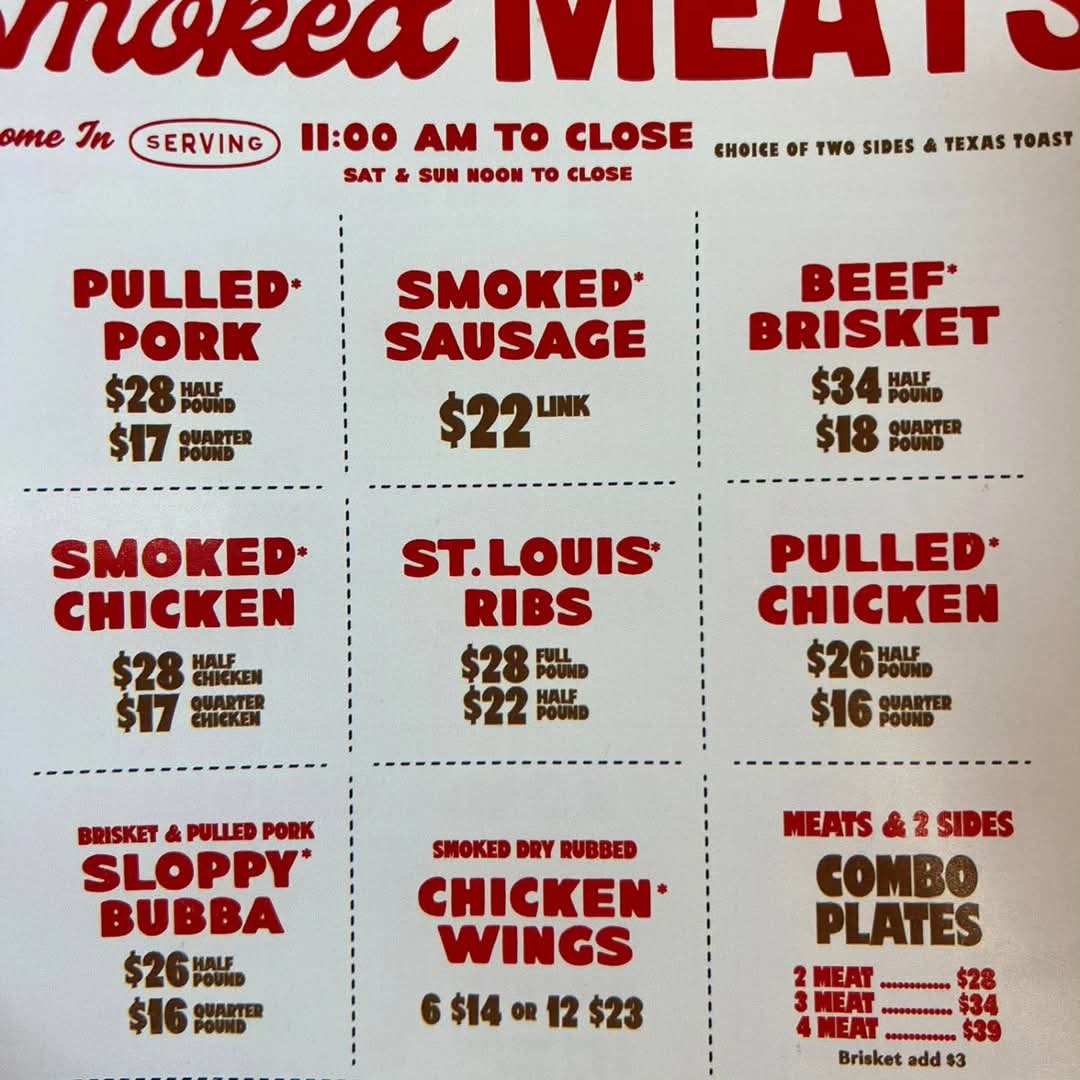 Smoked MEATS
Come In SERVING 11:00 AM TO CLOSE CHOICE OF TWO SIDES & TEXAS TOAST
SAT & SUN NOON TO CLOSE
PULLED*
PORK
$28 HALF POUND
$17 QUARTER POUND
SMOKED*
SAUSAGE
$22 LINK
BEEF*
BRISKET
$34 HALF POUND
$18 QUARTER POUND
SMOKED*
CHICKEN
$28 HALF CHICKEN
$17 QUARTER CHICKEN
ST. LOUIS*
RIBS
$28 FULL POUND
$22 HALF POUND
PULLED*
CHICKEN
$26 HALF POUND
$16 QUARTER POUND
BRISKET & PULLED PORK
SLOPPY*
BUBBA
$26 HALF POUND
$16 QUARTER POUND
SMOKED DRY RUBBED
CHICKEN*
WINGS
6 $14 OR 12 $23
MEATS & 2 SIDES
COMBO
PLATES
2 MEAT ............ $28
3 MEAT ............ $34
4 MEAT ............ $39
Brisket add $3